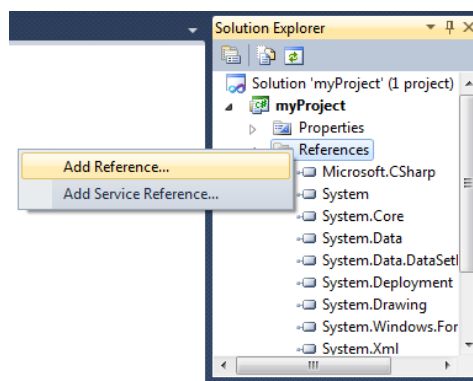 Solution Explorer
Solution 'myProject' (1 project)
myProject
Properties
References
Add Reference...
Add Service Reference...
Microsoft.CSharp
System
System.Core
System.Data
System.Data.DataSetl
System.Deployment
System.Drawing
System.Windows.For
System.Xml